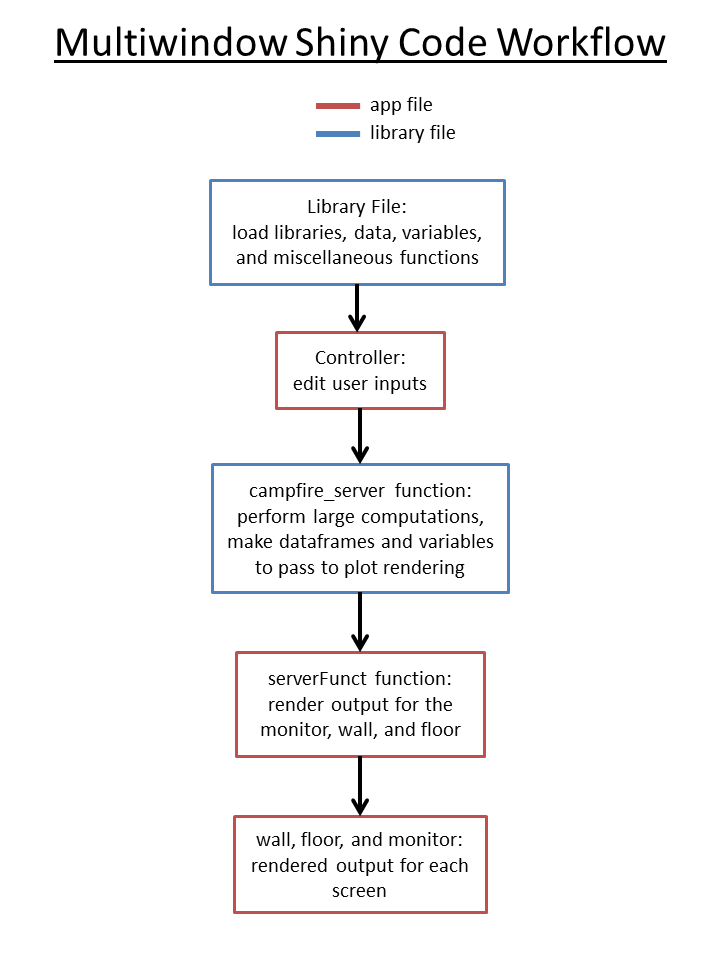 Multiwindow Shiny Code Workflow
app file
library file
Library File:
load libraries, data, variables,
and miscellaneous functions
Controller:
edit user inputs
campfire_server function:
perform large computations,
make dataframes and variables
to pass to plot rendering
serverFunct function:
render output for the
monitor, wall, and floor
wall, floor, and monitor:
rendered output for each
screen